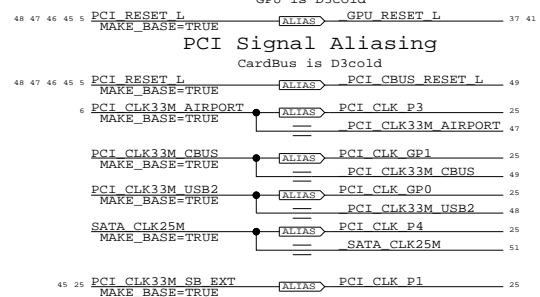 GPU is D3cold
48 47 46 45 5 PCI_RESET_L ALIAS _GPU_RESET_L 37 41
MAKE_BASE=TRUE
PCI Signal Aliasing
CardBus is D3cold
48 47 46 45 5 PCI_RESET_L ALIAS _PCI_CBUS_RESET_L 49
MAKE_BASE=TRUE
6 PCI_CLK33M_AIRPORT ALIAS PCI_CLK_P3 25
MAKE_BASE=TRUE
_PCI_CLK33M_AIRPORT 47
PCI_CLK33M_CBUS ALIAS PCI_CLK_GP1 25
MAKE_BASE=TRUE
_PCI_CLK33M_CBUS 49
PCI_CLK33M_USB2 ALIAS PCI_CLK_GP0 25
MAKE_BASE=TRUE
_PCI_CLK33M_USB2 48
SATA_CLK25M ALIAS PCI_CLK_P4 25
MAKE_BASE=TRUE
_SATA_CLK25M 51
45 25 PCI_CLK33M_SB_EXT ALIAS PCI_CLK_P1 25
MAKE_BASE=TRUE